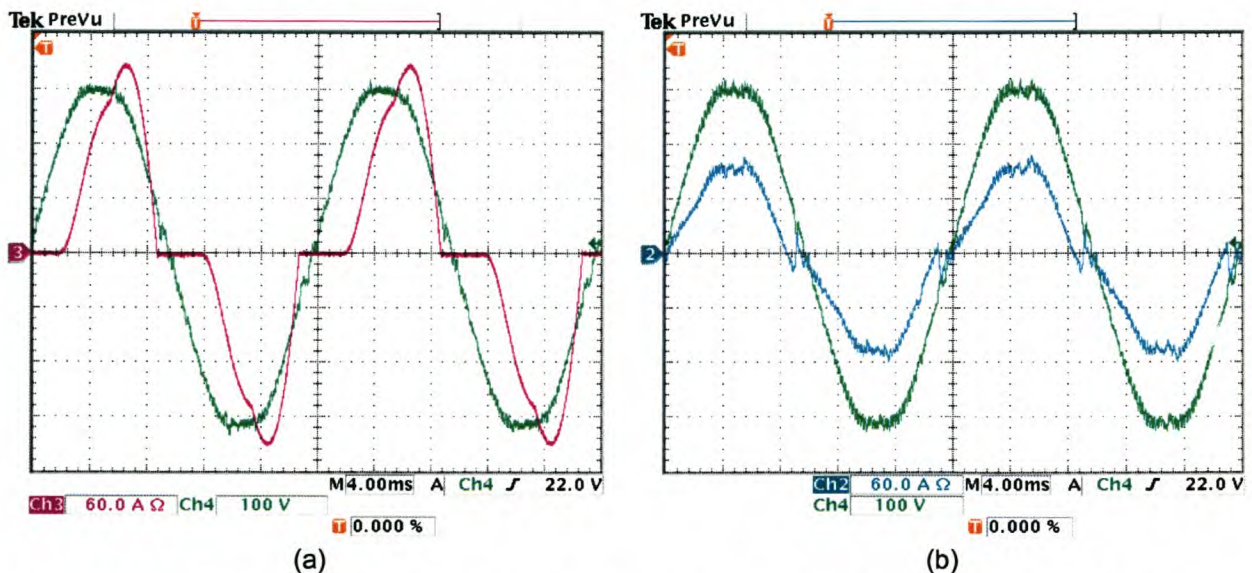 Tek PreVu
T
T
3
M 4.00ms A Ch4 ƒ 22.0 V
Ch3 60.0 A Ω Ch4 100 V
T 0.000 %
(a)
Tek PreVu
T
T
2
Ch2 60.0 A Ω M 4.00ms A Ch4 ƒ 22.0 V
Ch4 100 V
T 0.000 %
(b)